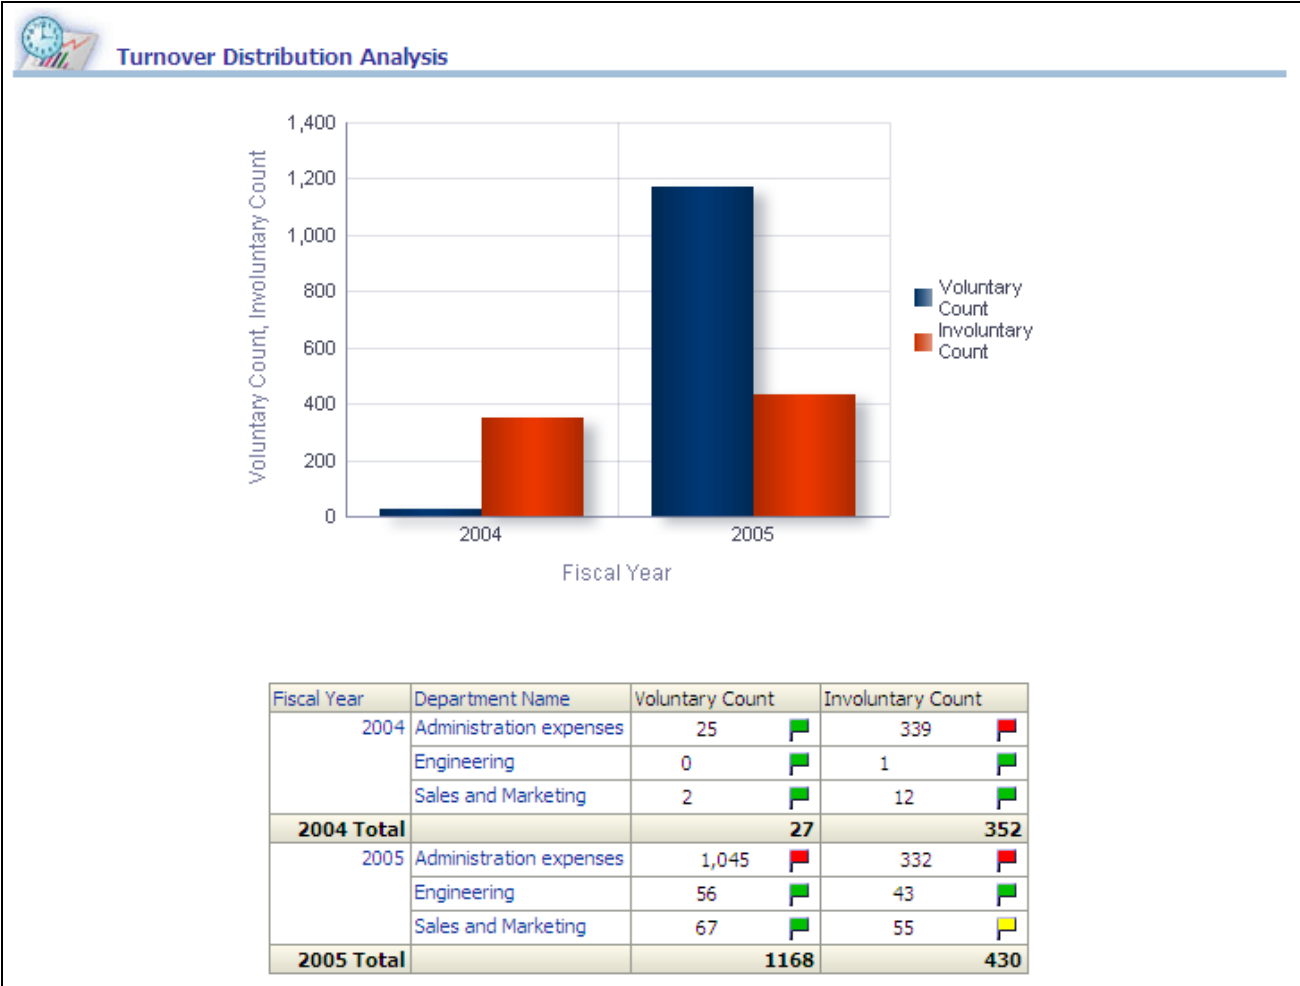 Turnover Distribution Analysis
1,400
1,200
1,000
800
600
400
200
0
Voluntary Count, Involuntary Count
2004
2005
Fiscal Year
Voluntary
Count
Involuntary
Count
Fiscal Year Department Name Voluntary Count Involuntary Count
2004 Administration expenses 25 339
Engineering 0 1
Sales and Marketing 2 12
2004 Total 27 352
2005 Administration expenses 1,045 332
Engineering 56 43
Sales and Marketing 67 55
2005 Total 1168 430